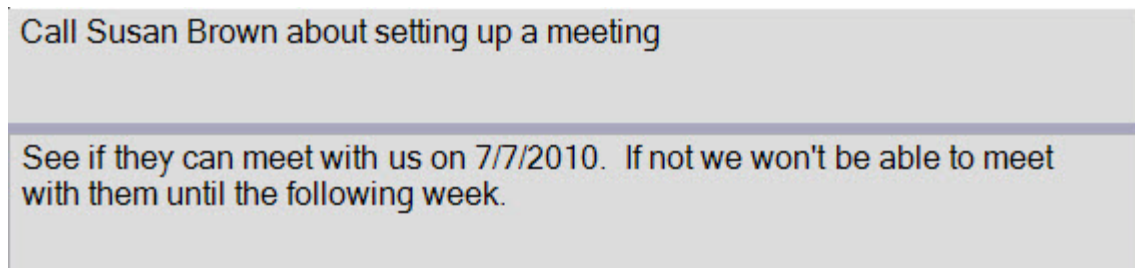 Call Susan Brown about setting up a meeting
See if they can meet with us on 7/7/2010.  If not we won't be able to meet
with them until the following week.